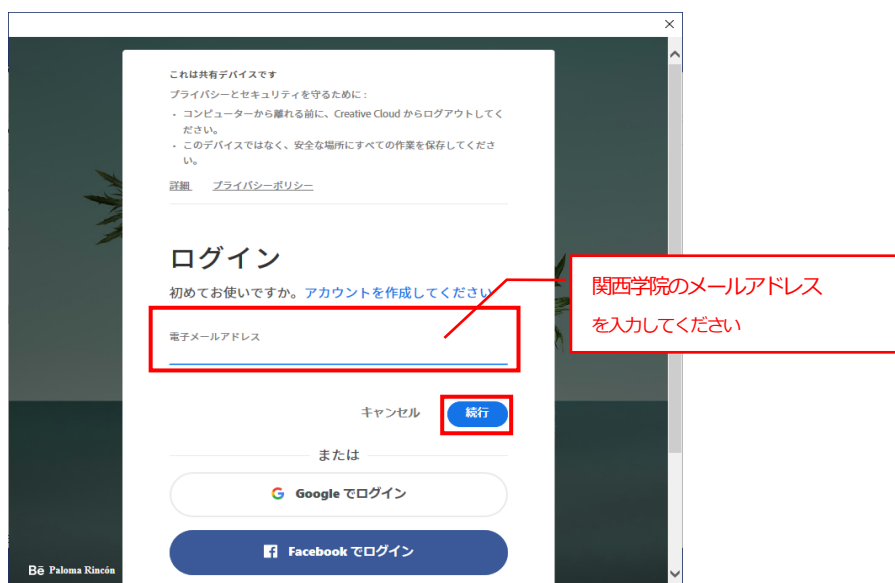 これは共有デバイスです
プライバシーとセキュリティを守るために :
・ コンピューターから離れる前に、Creative Cloud からログアウトしてく
ださい。
・ このデバイスではなく、安全な場所にすべての作業を保存してくださ
い。
詳細 プライバシーポリシー
ログイン
初めてお使いですか。アカウントを作成してください
関西学院のメールアドレス
を入力してください
電子メールアドレス
キャンセル 続行
または
Google でログイン
Facebook でログイン
Bē Paloma Rincón